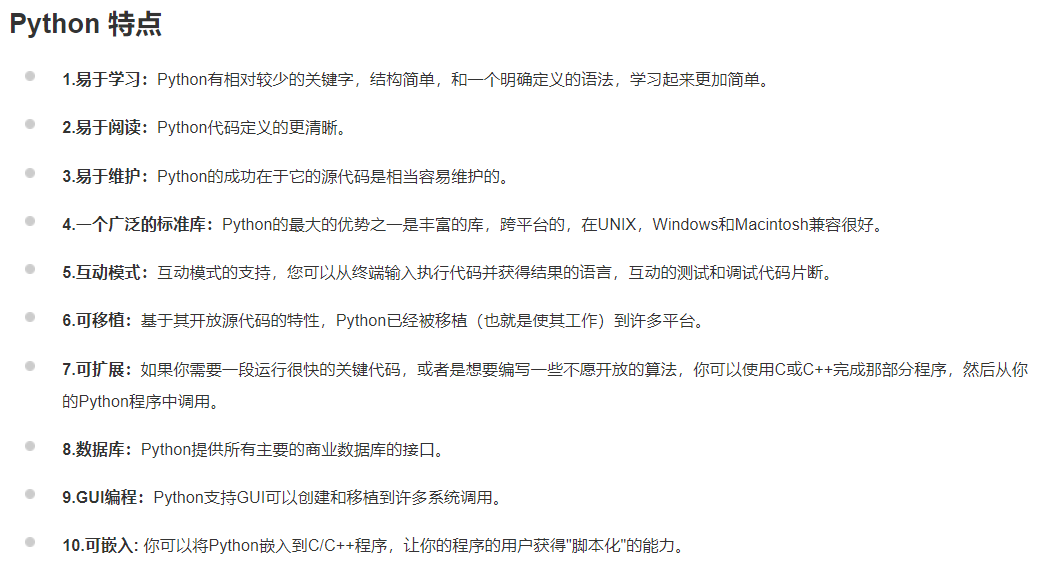 Python 特点
1.易于学习：Python有相对较少的关键字，结构简单，和一个明确定义的语法，学习起来更加简单。
2.易于阅读：Python代码定义的更清晰。
3.易于维护：Python的成功在于它的源代码是相当容易维护的。
4.一个广泛的标准库：Python的最大的优势之一是丰富的库，跨平台的，在UNIX，Windows和Macintosh兼容很好。
5.互动模式：互动模式的支持，您可以从终端输入执行代码并获得结果的语言，互动的测试和调试代码片断。
6.可移植：基于其开放源代码的特性，Python已经被移植（也就是使其工作）到许多平台。
7.可扩展：如果你需要一段运行很快的关键代码，或者是想要编写一些不愿开放的算法，你可以使用C或C++完成那部分程序，然后从你
的Python程序中调用。
8.数据库：Python提供所有主要的商业数据库的接口。
9.GUI编程：Python支持GUI可以创建和移植到许多系统调用。
10.可嵌入: 你可以将Python嵌入到C/C++程序，让你的程序的用户获得"脚本化"的能力。